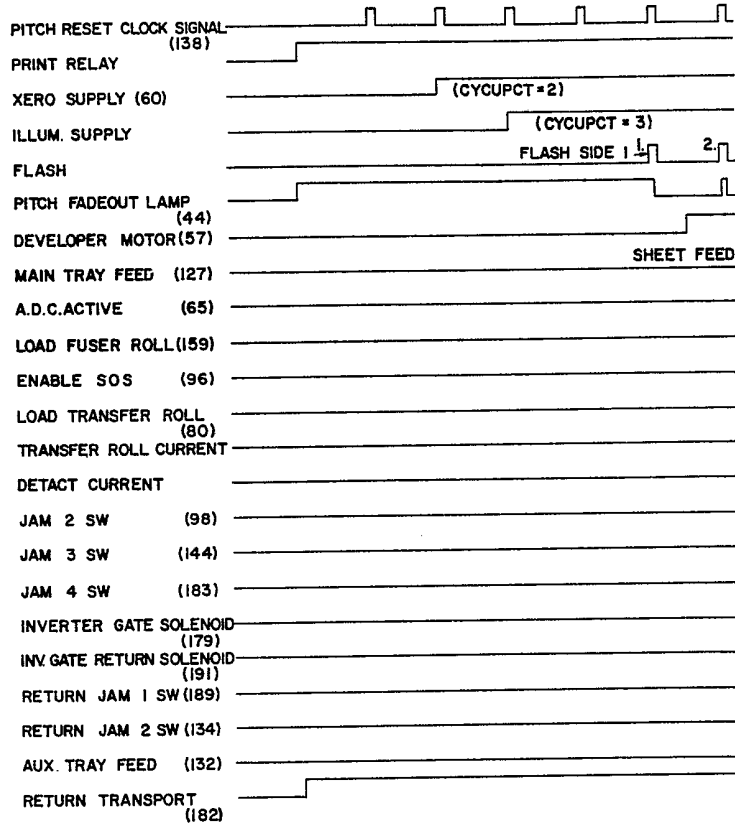 PITCH RESET CLOCK SIGNAL
(138)
PRINT RELAY
XERO SUPPLY (60)
(CYCUPCT = 2)
ILLUM. SUPPLY
(CYCUPCT = 3)
FLASH
FLASH SIDE 1
1.
2.
PITCH FADEOUT LAMP
(44)
DEVELOPER MOTOR (57)
SHEET FEED
MAIN TRAY FEED (127)
A.D.C. ACTIVE (65)
LOAD FUSER ROLL (159)
ENABLE SOS (96)
LOAD TRANSFER ROLL
(80)
TRANSFER ROLL CURRENT
DETACT CURRENT
JAM 2 SW (98)
JAM 3 SW (144)
JAM 4 SW (183)
INVERTER GATE SOLENOID
(179)
INV. GATE RETURN SOLENOID
(191)
RETURN JAM 1 SW (189)
RETURN JAM 2 SW (134)
AUX. TRAY FEED (132)
RETURN TRANSPORT
(182)